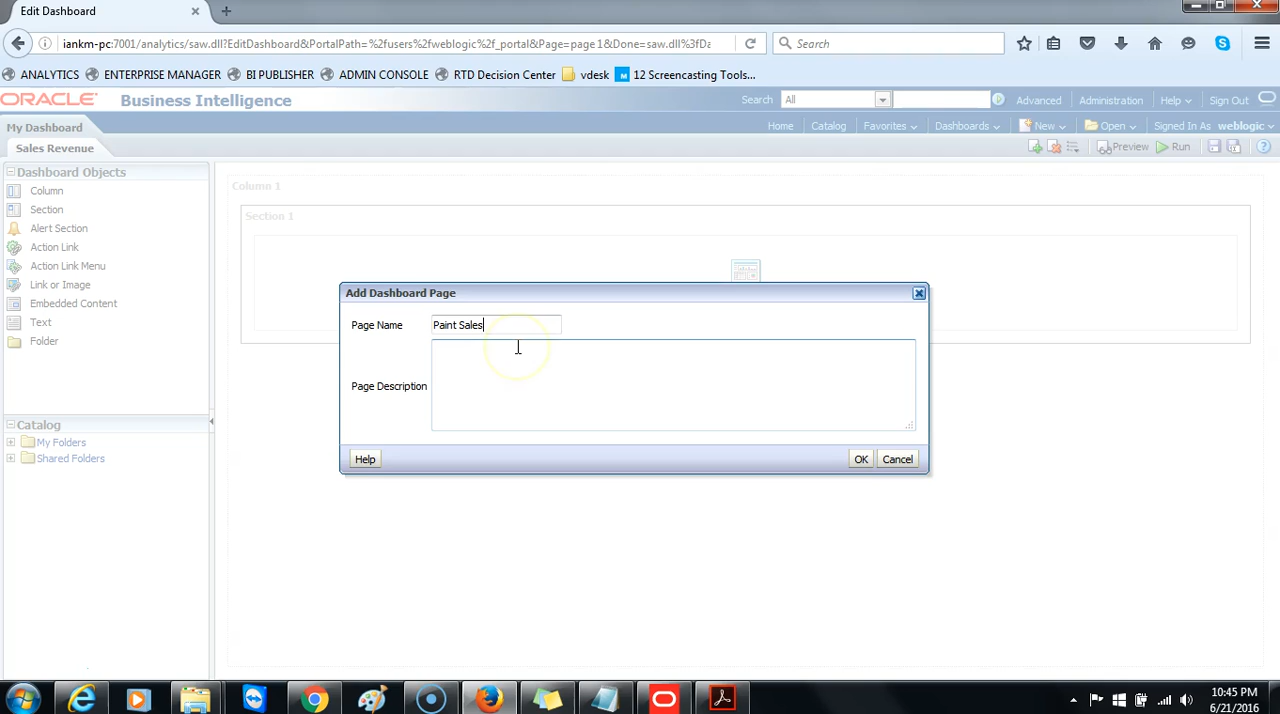 Edit Dashboard
iankm-pc:7001/analytics/saw.dll?EditDashboard&PortalPath=%2fusers%2fweblogic%2f_portal&Page=page1&Done=saw.dll%3fDa
Search
ANALYTICS ENTERPRISE MANAGER BI PUBLISHER ADMIN CONSOLE RTD Decision Center vdesk 12 Screencasting Tools...
ORACLE Business Intelligence
Search All Advanced Administration Help Sign Out
My Dashboard
Home Catalog Favorites Dashboards New Open Signed In As weblogic
Sales Revenue
Preview Run
Dashboard Objects
Column
Section
Alert Section
Action Link
Action Link Menu
Link or Image
Embedded Content
Text
Folder
Catalog
My Folders
Shared Folders
Column 1
Section 1
Add Dashboard Page
Page Name Paint Sales
Page Description
Help OK Cancel
10:45 PM
6/21/2016